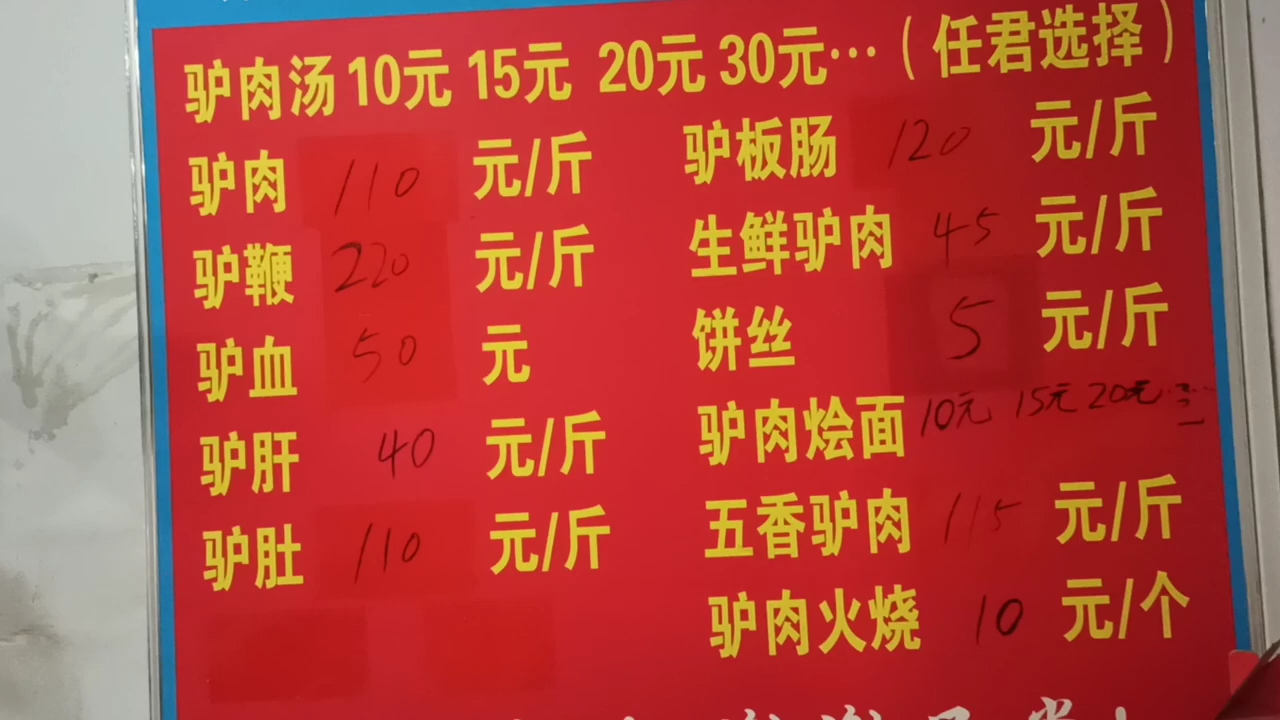 驴肉汤10元 15元 20元 30元…（任君选择）
驴肉 110 元/斤 驴板肠 120 元/斤
驴鞭 220 元/斤 生鲜驴肉 45 元/斤
驴血 50 元 饼丝 5 元/斤
驴肝 40 元/斤 驴肉烩面 10元 15元 20元
驴肚 110 元/斤 五香驴肉 115 元/斤
驴肉火烧 10 元/个